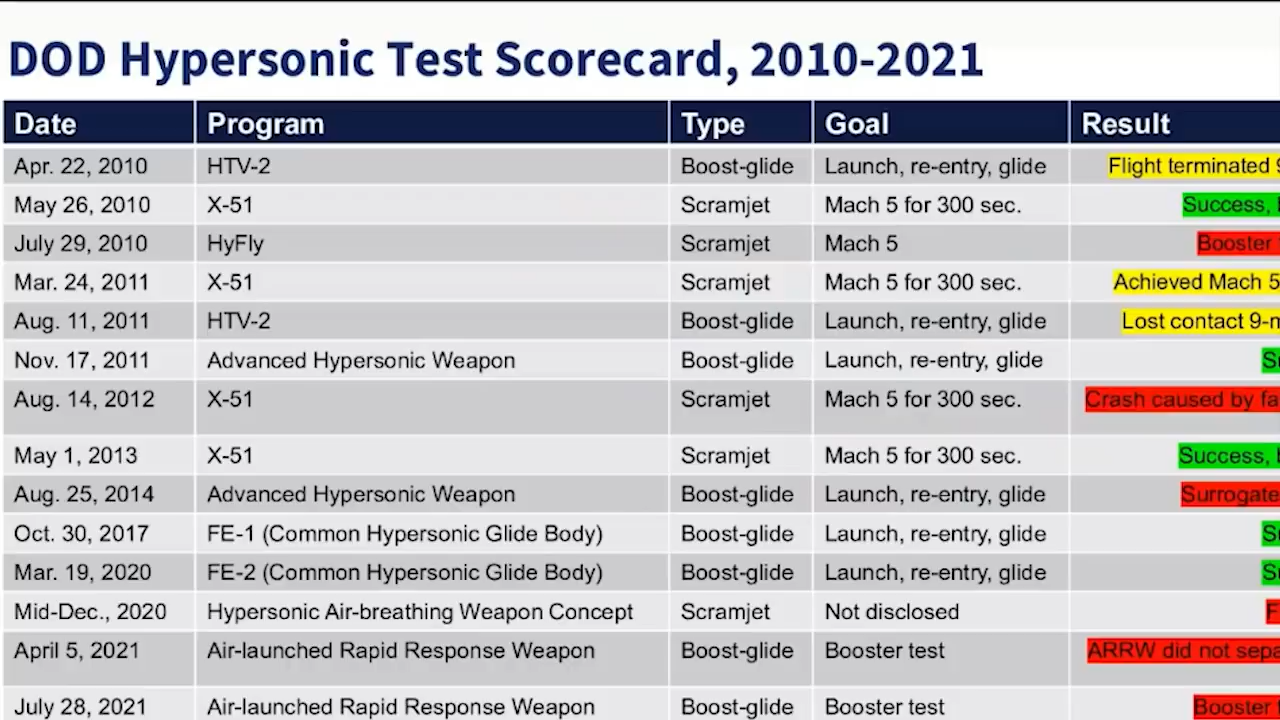 DOD Hypersonic Test Scorecard, 2010-2021
Date Program Type Goal Result
Apr. 22, 2010 HTV-2 Boost-glide Launch, re-entry, glide Flight terminated
May 26, 2010 X-51 Scramjet Mach 5 for 300 sec. Success,
July 29, 2010 HyFly Scramjet Mach 5 Booster
Mar. 24, 2011 X-51 Scramjet Mach 5 for 300 sec. Achieved Mach 5
Aug. 11, 2011 HTV-2 Boost-glide Launch, re-entry, glide Lost contact 9-
Nov. 17, 2011 Advanced Hypersonic Weapon Boost-glide Launch, re-entry, glide
Aug. 14, 2012 X-51 Scramjet Mach 5 for 300 sec. Crash caused by fa
May 1, 2013 X-51 Scramjet Mach 5 for 300 sec. Success,
Aug. 25, 2014 Advanced Hypersonic Weapon Boost-glide Launch, re-entry, glide Surrogate
Oct. 30, 2017 FE-1 (Common Hypersonic Glide Body) Boost-glide Launch, re-entry, glide
Mar. 19, 2020 FE-2 (Common Hypersonic Glide Body) Boost-glide Launch, re-entry, glide
Mid-Dec., 2020 Hypersonic Air-breathing Weapon Concept Scramjet Not disclosed F
April 5, 2021 Air-launched Rapid Response Weapon Boost-glide Booster test ARRW did not sepa
July 28, 2021 Air-launched Rapid Response Weapon Boost-glide Booster test Booster